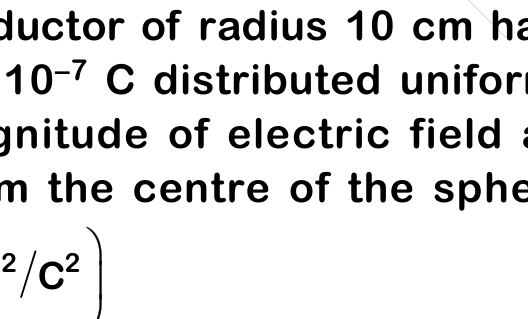 ductor of radius 10 cm ha
10⁻⁷ C distributed unifor
gnitude of electric field
m the centre of the sphe
²/C² )